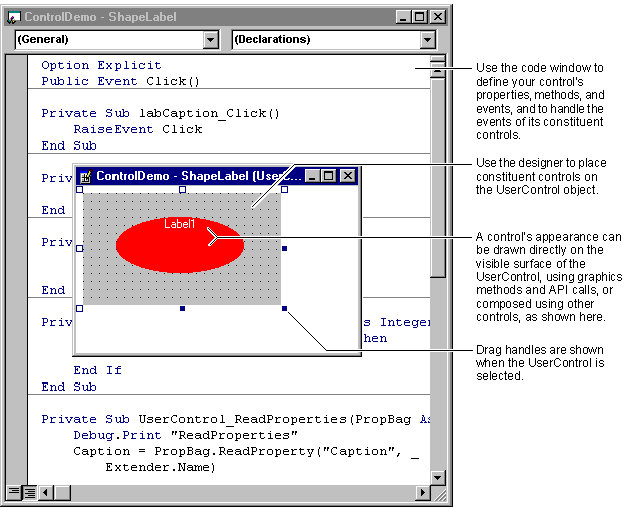 ControlDemo - ShapeLabel
(General)
(Declarations)
Option Explicit
Public Event Click()
Private Sub labCaption_Click()
RaiseEvent Click
End Sub
Priv
End
Priv
End
Priv
s Integer
hen
End If
End Sub
Private Sub UserControl_ReadProperties(PropBag As
Debug.Print "ReadProperties"
Caption = PropBag.ReadProperty("Caption", _
Extender.Name)
ControlDemo - ShapeLabel (UserC...
Label1
Use the code window to
define your control's
properties, methods, and
events, and to handle the
events of its constituent
controls.
Use the designer to place
constituent controls on
the UserControl object.
A control's appearance can
be drawn directly on the
visible surface of the
UserControl, using graphics
methods and API calls, or
composed using other
controls, as shown here.
Drag handles are shown
when the UserControl is
selected.